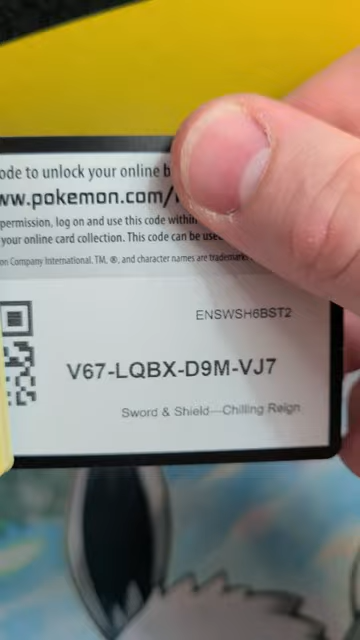 ode to unlock your online b
ww.pokemon.com/
permission, log on and use this code within
your online card collection. This code can be use
on Company International. TM, ®, and character names are trademark
ENSWSH6BST2
V67-LQBX-D9M-VJ7
Sword & Shield—Chilling Reign